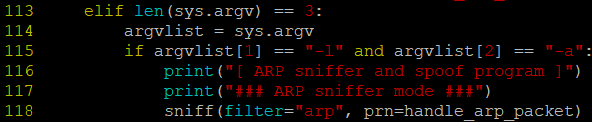 113     elif len(sys.argv) == 3:
114         argvlist = sys.argv
115         if argvlist[1] == "-l" and argvlist[2] == "-a":
116             print("[ ARP sniffer and spoof program ]")
117             print("### ARP sniffer mode ###")
118             sniff(filter="arp", prn=handle_arp_packet)